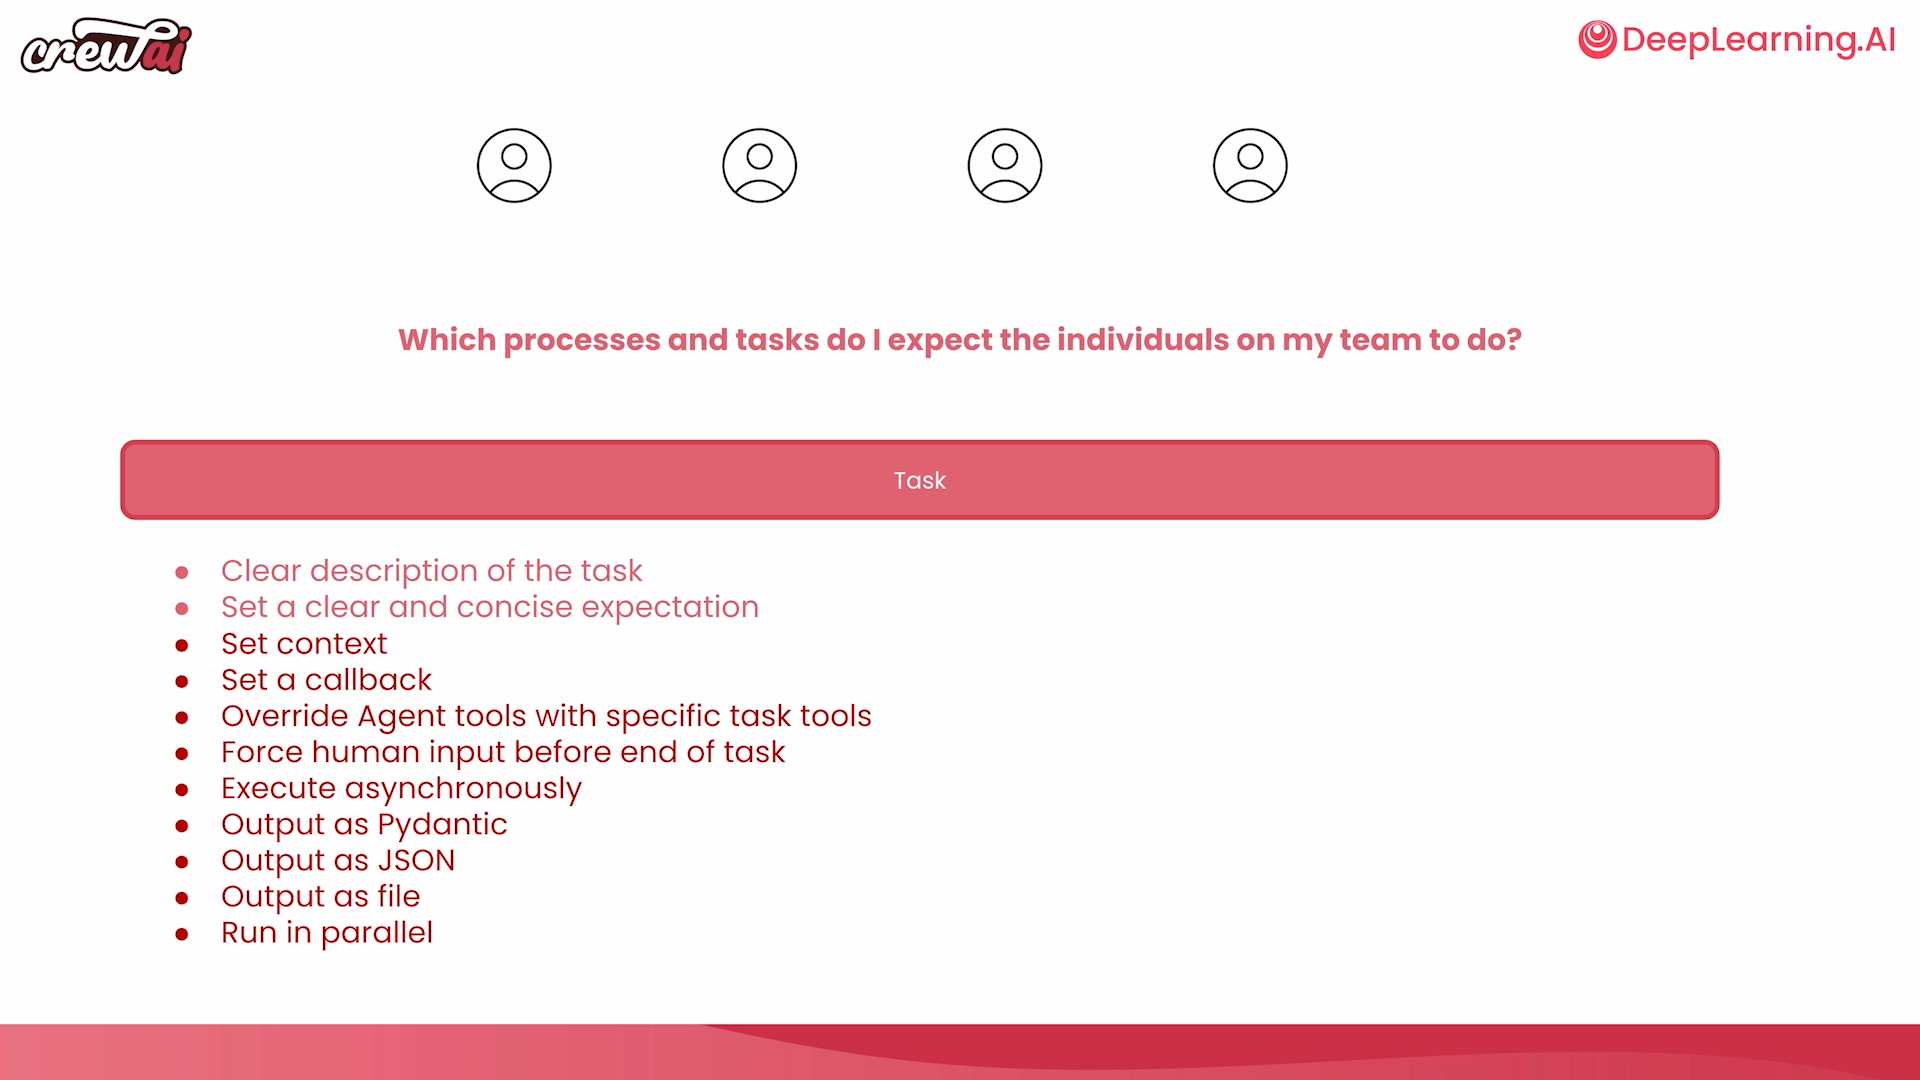 crewai
DeepLearning.AI
Which processes and tasks do I expect the individuals on my team to do?
Task
● Clear description of the task
● Set a clear and concise expectation
● Set context
● Set a callback
● Override Agent tools with specific task tools
● Force human input before end of task
● Execute asynchronously
● Output as Pydantic
● Output as JSON
● Output as file
● Run in parallel